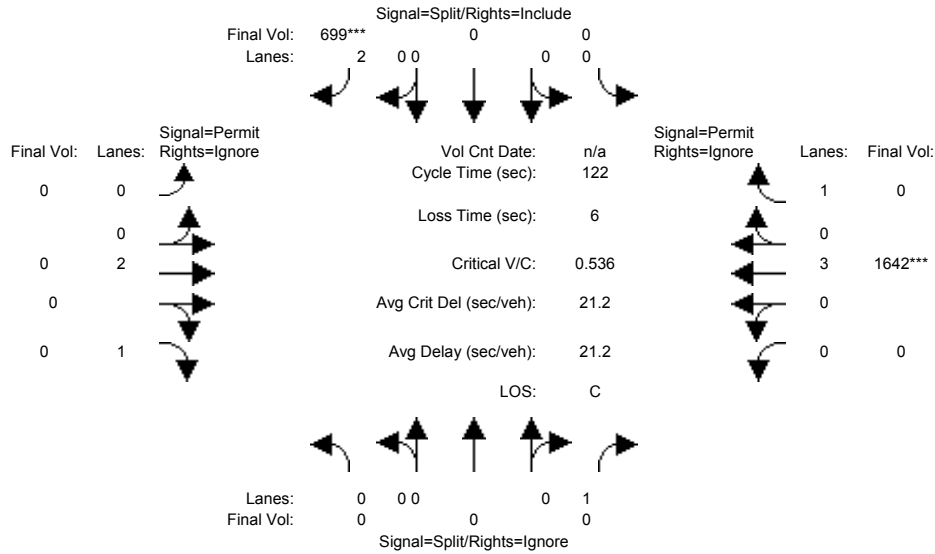 Signal=Split/Rights=Include
Final Vol: 699*** 0 0
Lanes: 2 0 0 0 0
Signal=Permit
Final Vol: Lanes: Rights=Ignore
Vol Cnt Date: n/a
Signal=Permit
Rights=Ignore Lanes: Final Vol:
Cycle Time (sec): 122
0 0
1 0
Loss Time (sec): 6
0
0
0 2
Critical V/C: 0.536
3 1642***
0
Avg Crit Del (sec/veh): 21.2
0
0 1
Avg Delay (sec/veh): 21.2
0 0
LOS: C
Lanes: 0 0 0 0 1
Final Vol: 0 0 0
Signal=Split/Rights=Ignore